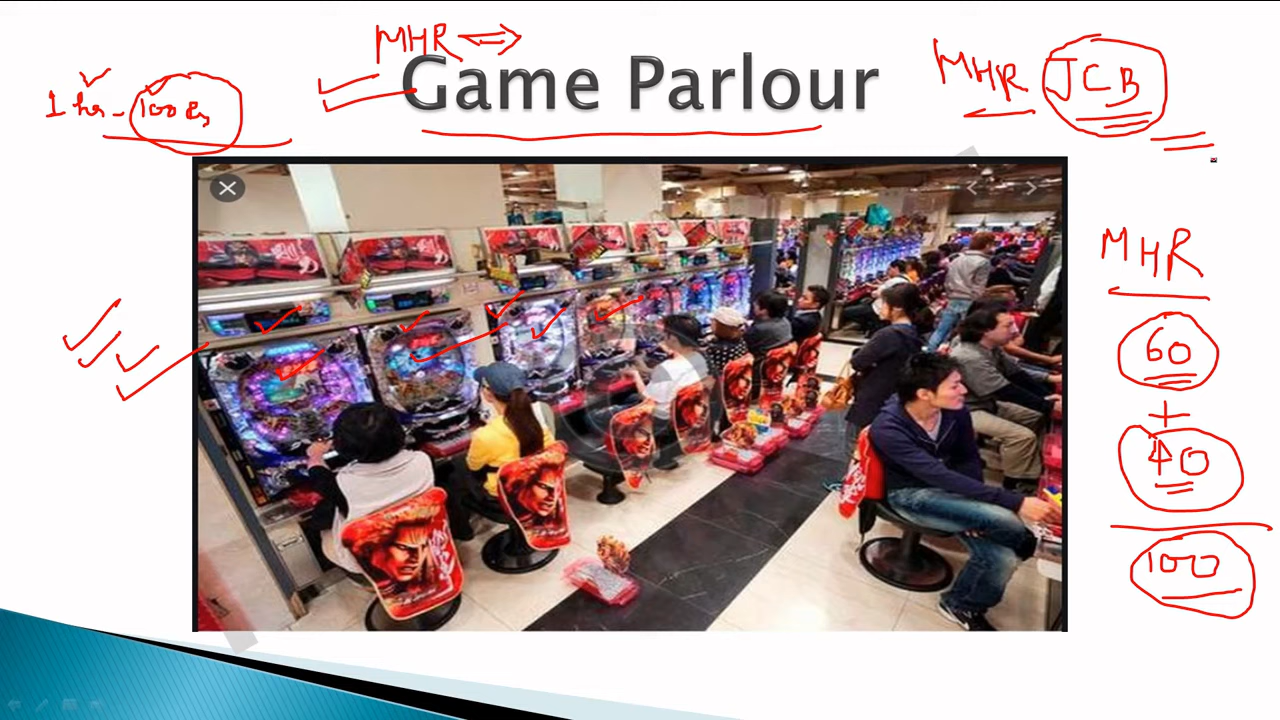 MHR
Game Parlour
1 hr - 100 Rs
MHR JCB
MHR
60
+
40
100